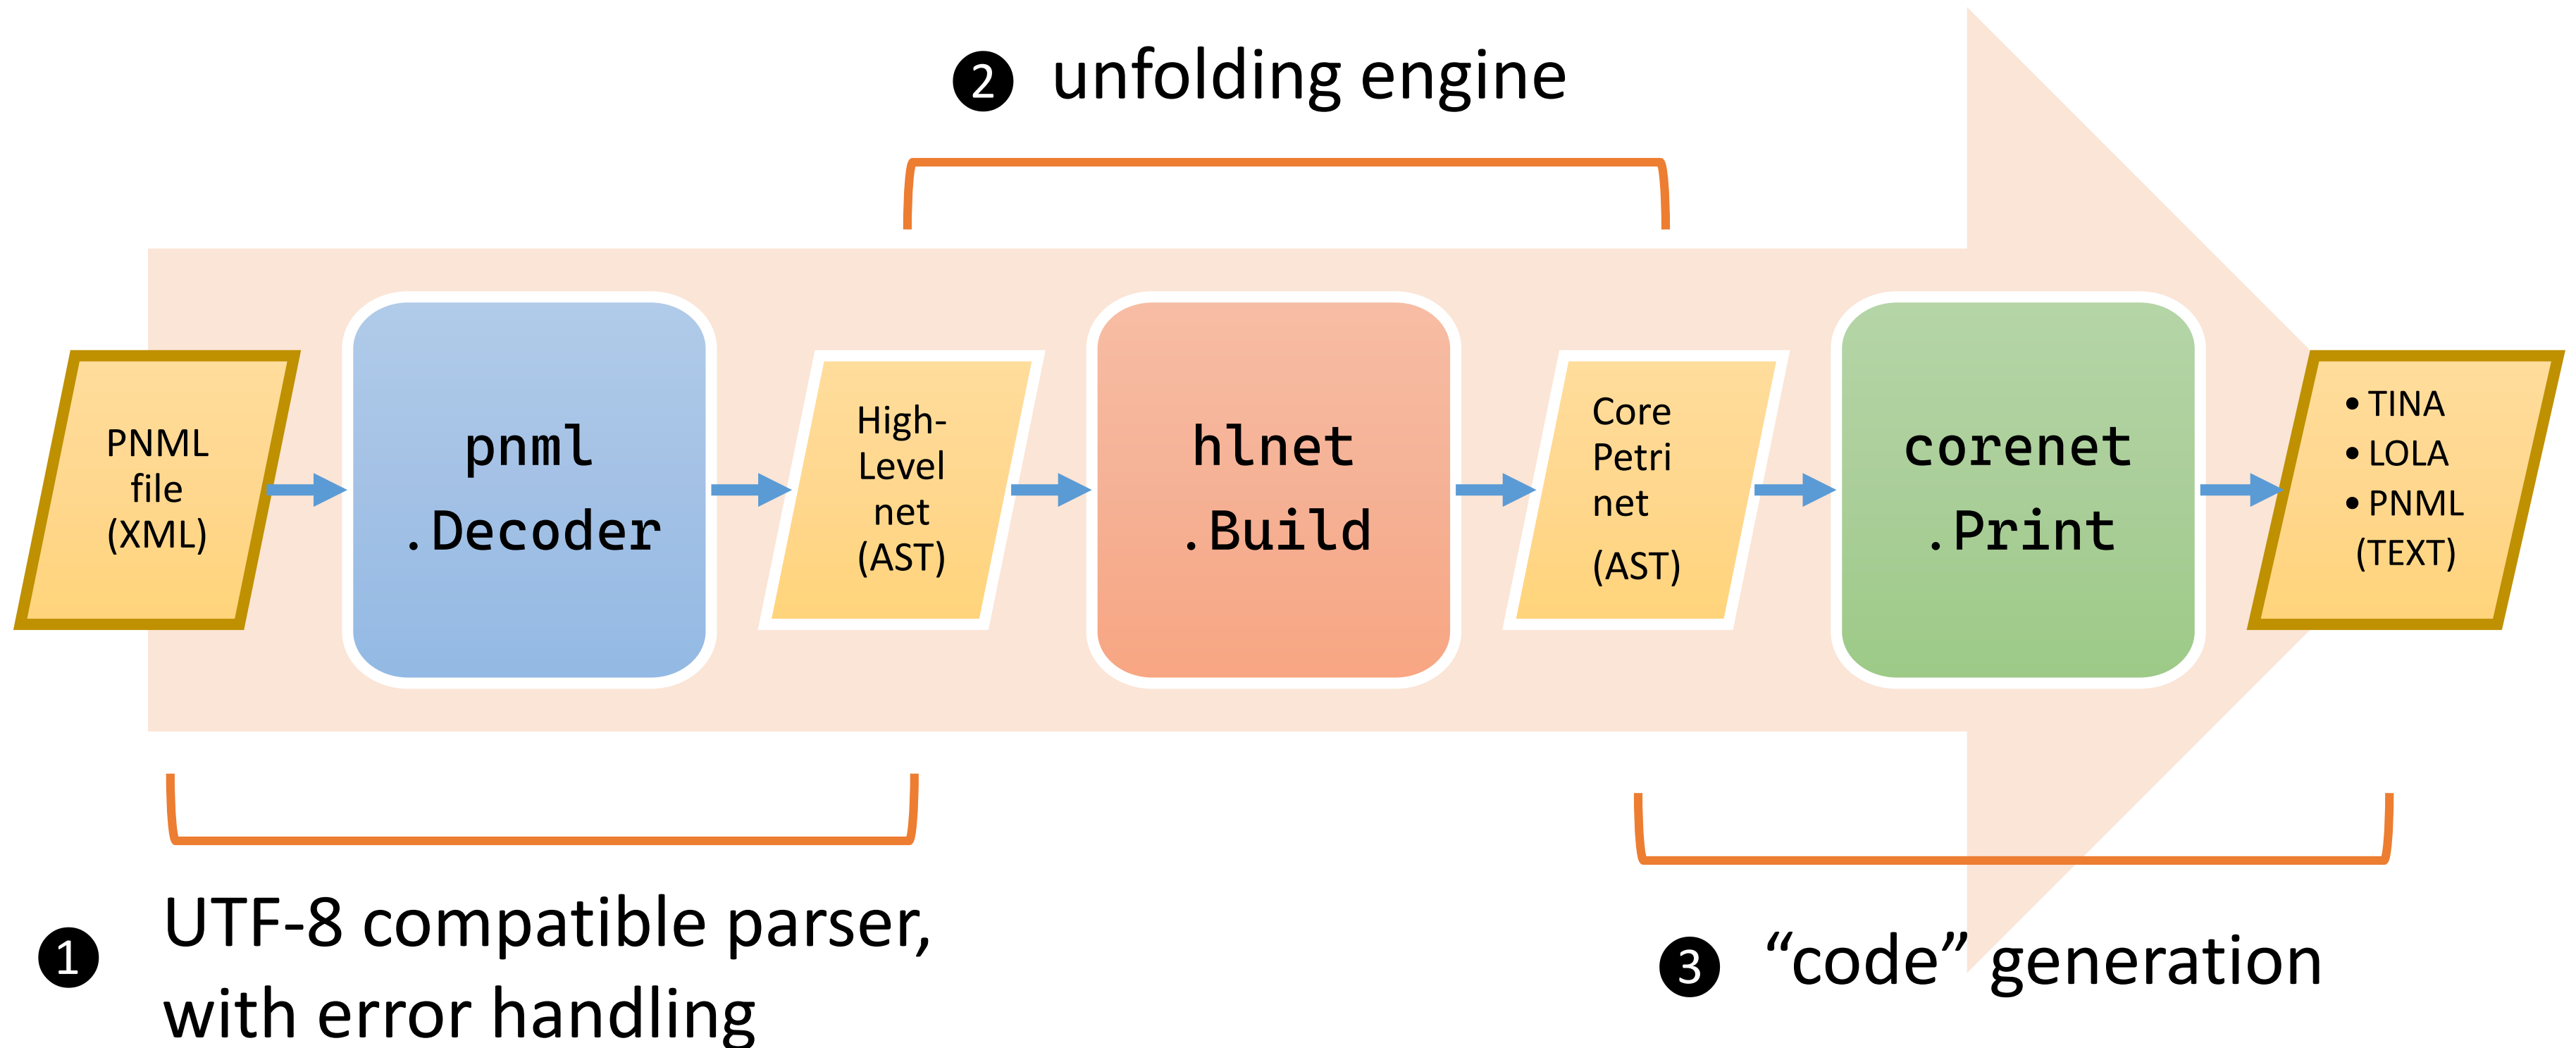 ❷ unfolding engine
PNML
file
(XML)
pnml
.Decoder
High-
Level
net
(AST)
hlnet
.Build
Core
Petri
net
(AST)
corenet
.Print
• TINA
• LOLA
• PNML
(TEXT)
❶ UTF-8 compatible parser,
with error handling
❸ “code” generation